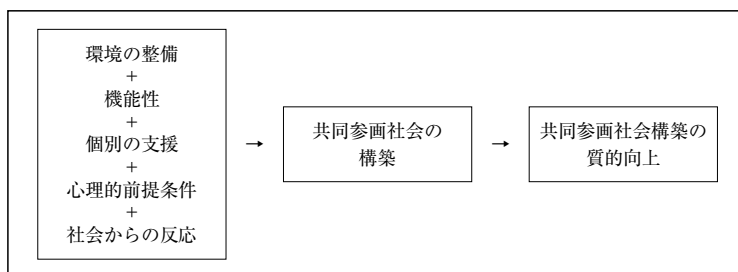 環境の整備
+
機能性
+
個別の支援
+
心理的前提条件
+
社会からの反応
→
共同参画社会の
構築
→
共同参画社会構築の
質的向上